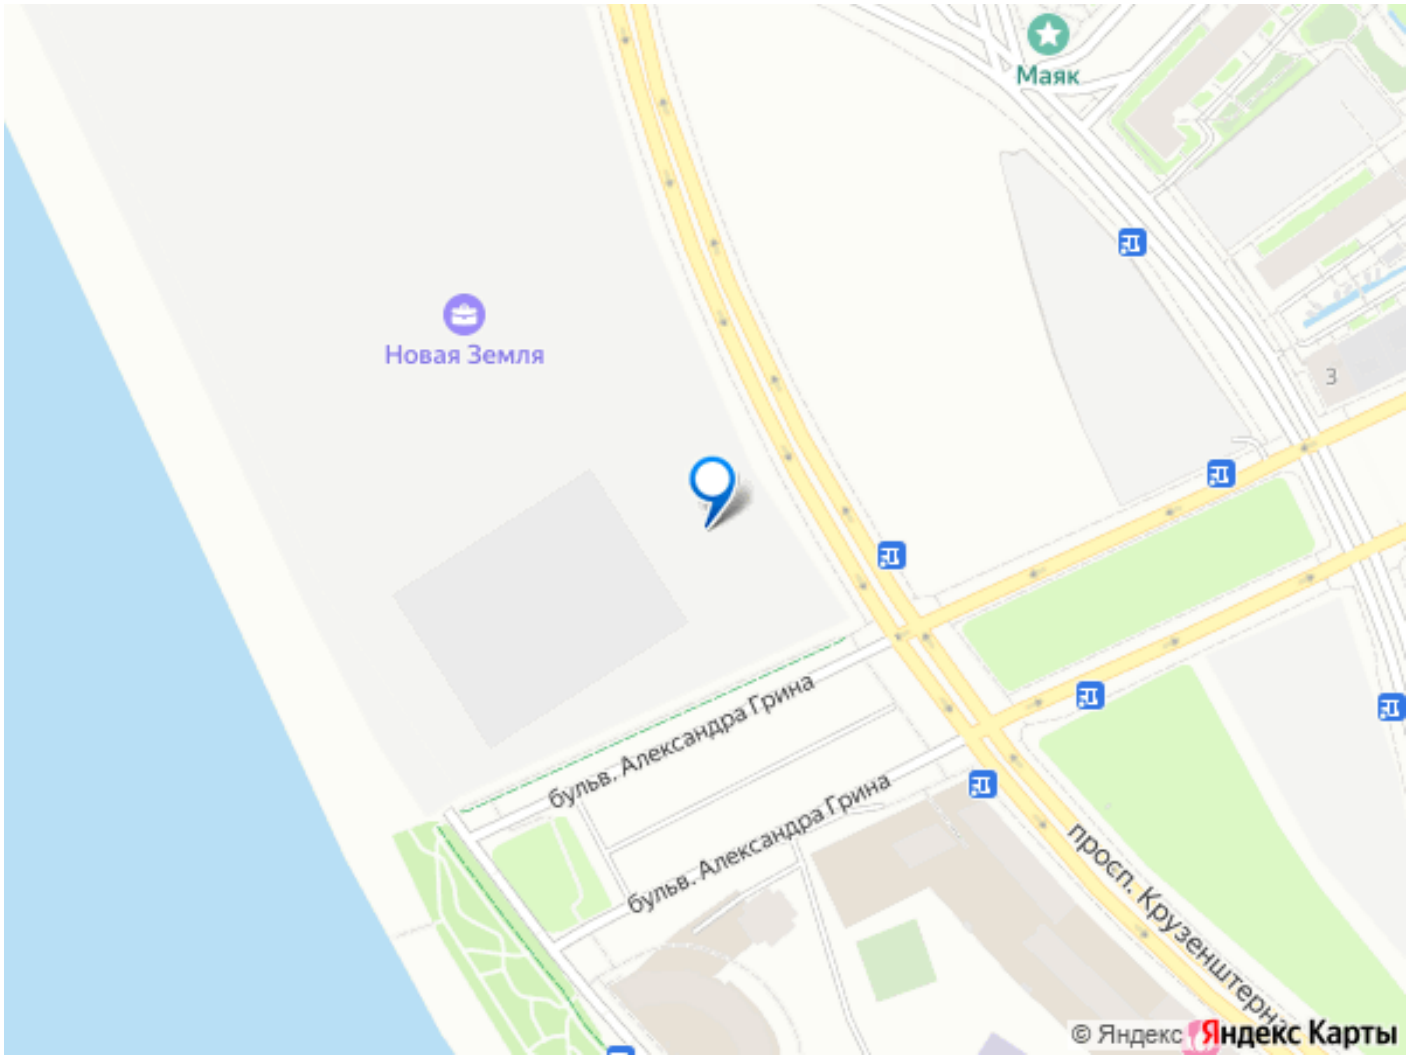 Маяк
Новая Земля
3
бульв. Александра Грина
бульв. Александра Грина
просп. Крузенштерна
© Яндекс Яндекс Карты